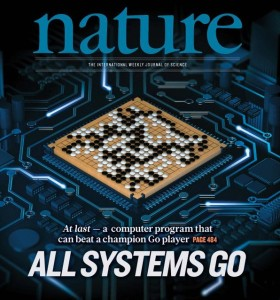 nature
THE INTERNATIONAL WEEKLY JOURNAL OF SCIENCE
At last — a computer program that
can beat a champion Go player PAGE 484
ALL SYSTEMS GO